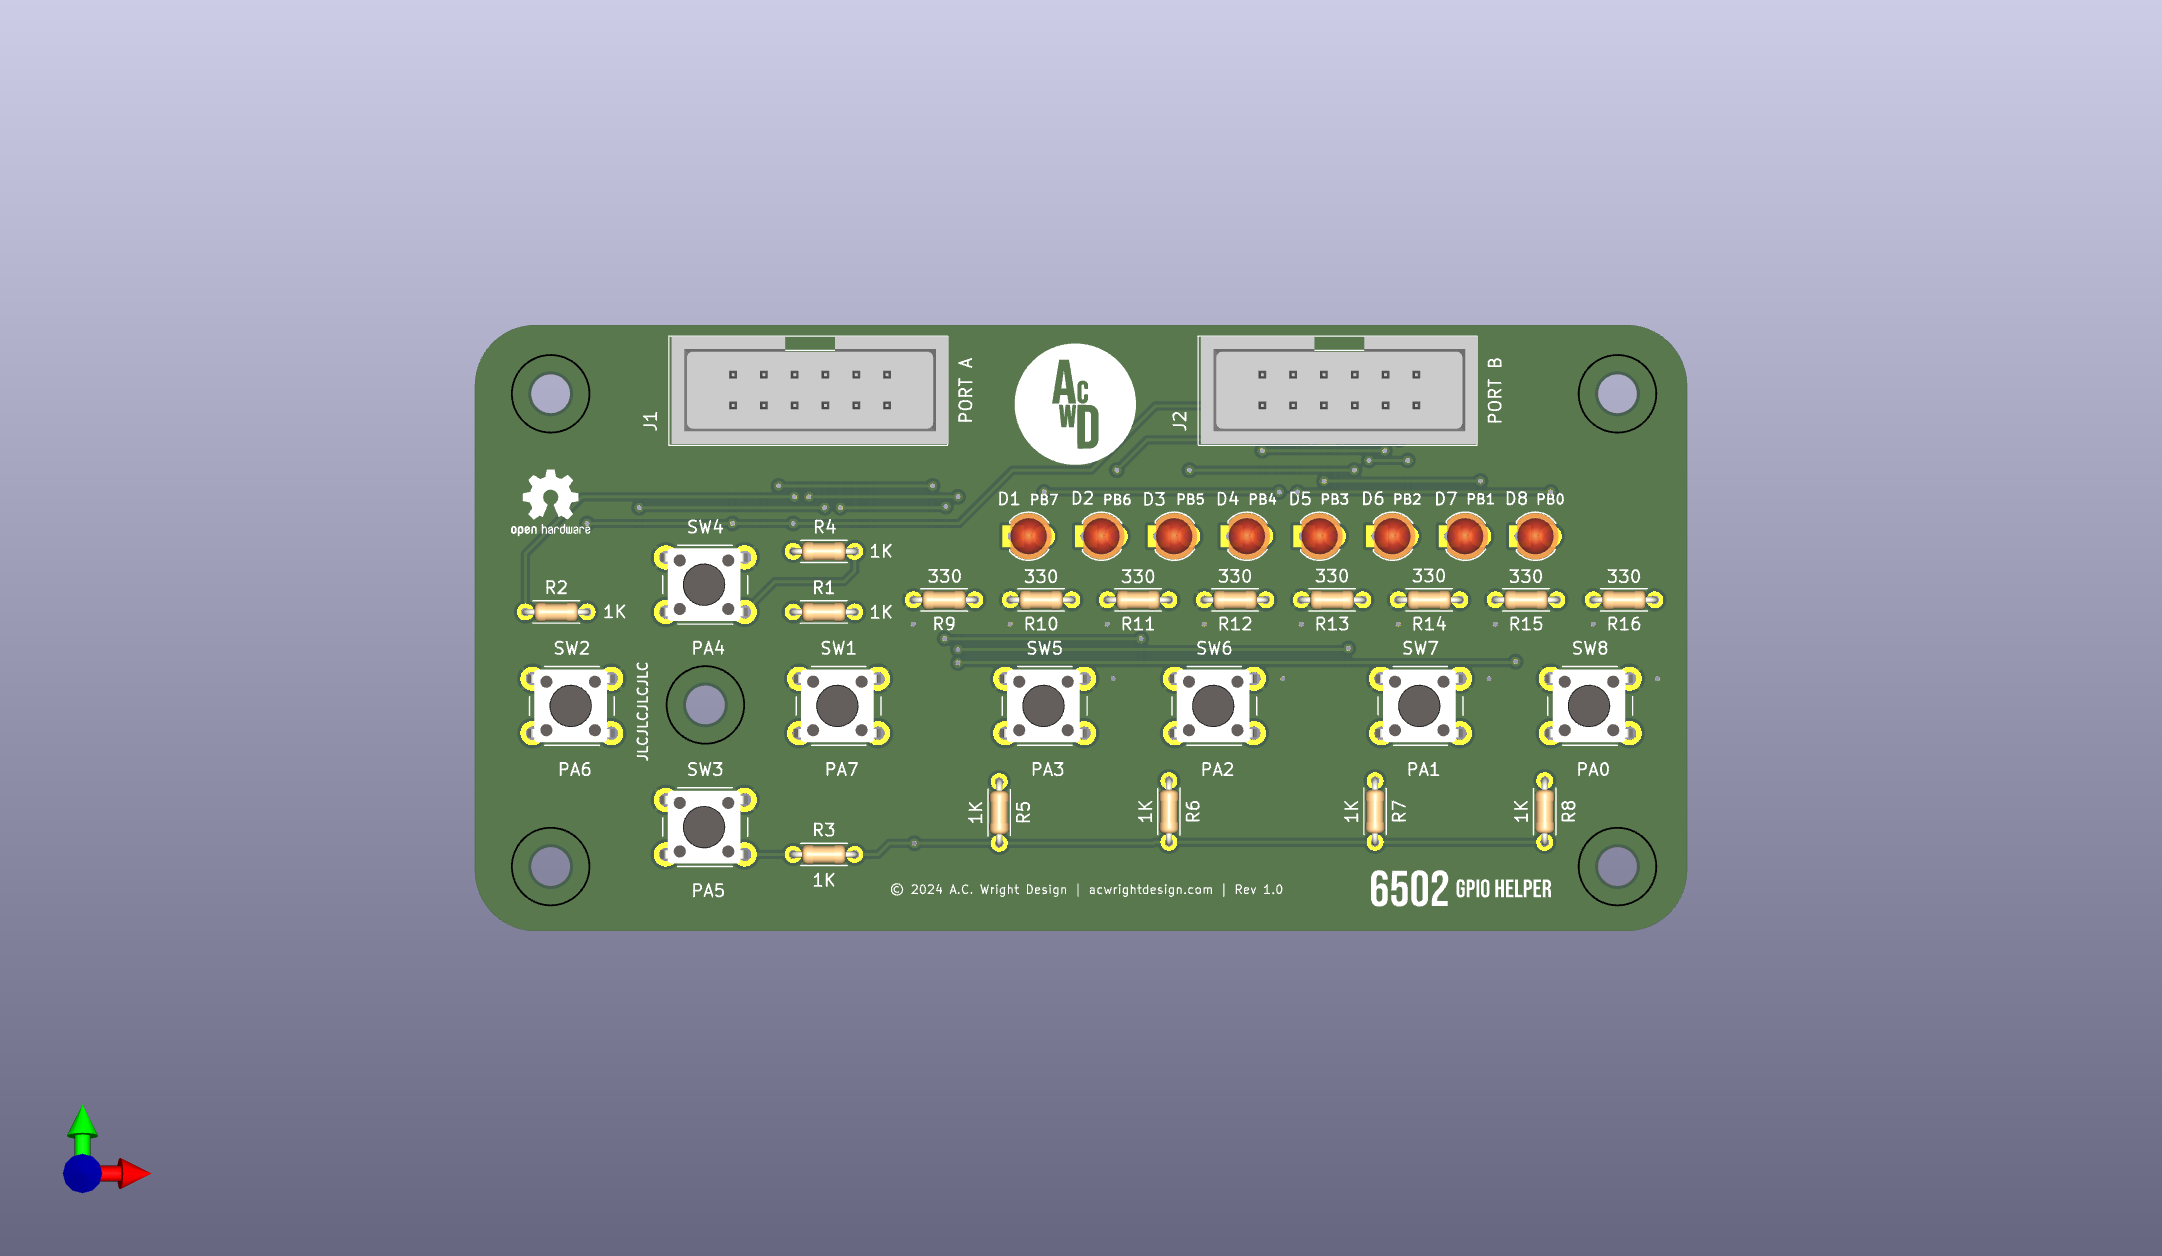 J1
PORT A
AcWD
J2
PORT B
open hardware
D1 PB7 D2 PB6 D3 PB5 D4 PB4 D5 PB3 D6 PB2 D7 PB1 D8 PB0
SW4
R4
1K
R2
1K
R1
1K
330 330 330 330 330 330 330 330
R9 R10 R11 R12 R13 R14 R15 R16
SW2
PA4
SW1
SW5
SW6
SW7
SW8
JLCJLCJLCJLC
PA6
SW3
PA7
PA3
PA2
PA1
PA0
1K R5
1K R6
1K R7
1K R8
R3
1K
PA5
© 2024 A.C. Wright Design | acwrightdesign.com | Rev 1.0
6502 GPIO HELPER